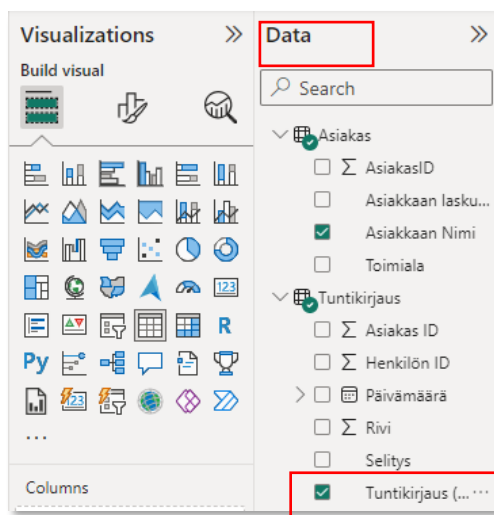 Visualizations
Build visual
123
R
Py
123
...
Columns
Data
Search
Asiakas
Σ AsiakasID
Asiakkaan lasku...
Asiakkaan Nimi
Toimiala
Tuntikirjaus
Σ Asiakas ID
Σ Henkilön ID
Päivämäärä
Σ Rivi
Selitys
Tuntikirjaus (... ...